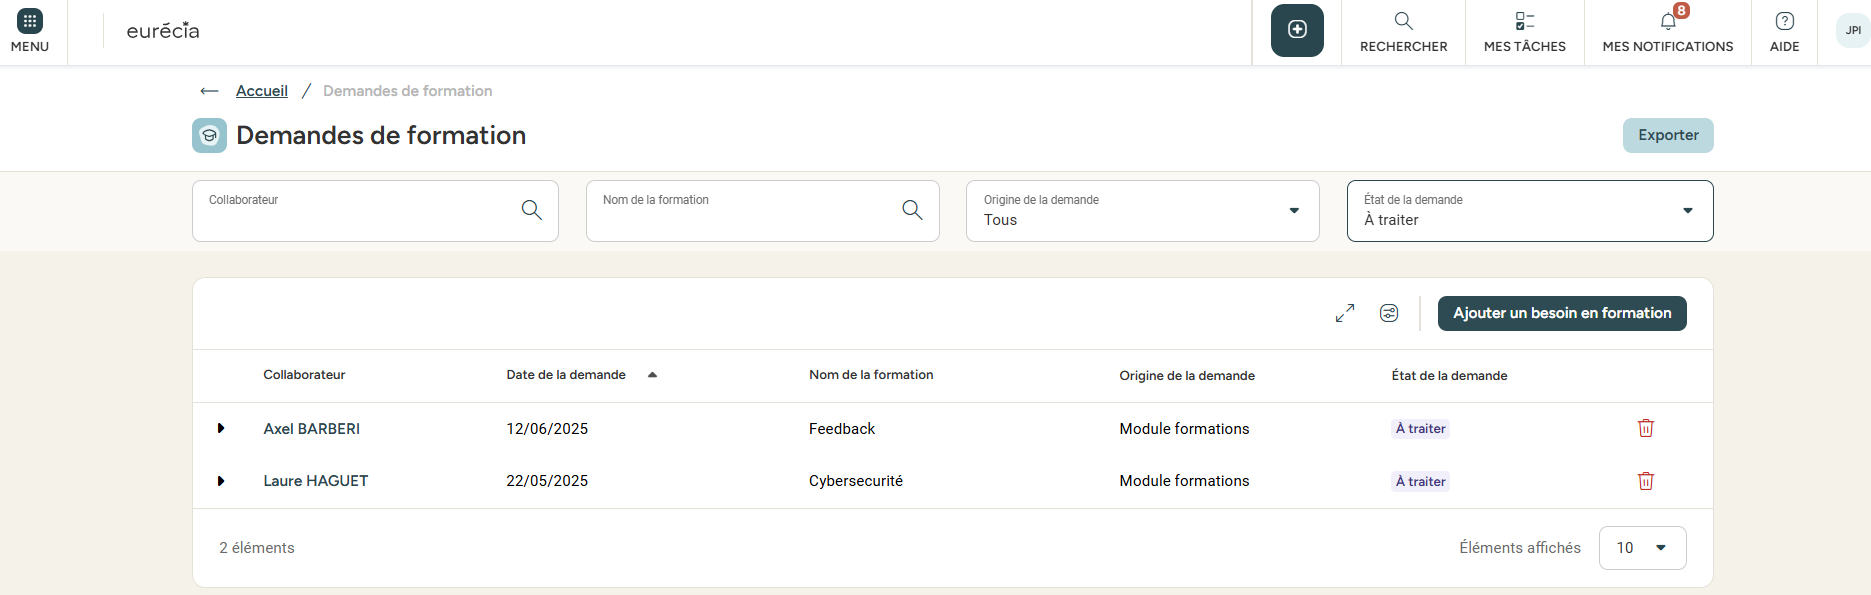 MENU
eurécia
RECHERCHER
MES TÂCHES
8
MES NOTIFICATIONS
AIDE
JPI
Accueil / Demandes de formation
Demandes de formation
Exporter
Collaborateur
Nom de la formation
Origine de la demande
Tous
État de la demande
À traiter
Ajouter un besoin en formation
Collaborateur Date de la demande Nom de la formation Origine de la demande État de la demande
Axel BARBERI 12/06/2025 Feedback Module formations À traiter
Laure HAGUET 22/05/2025 Cybersecurité Module formations À traiter
2 éléments Éléments affichés 10